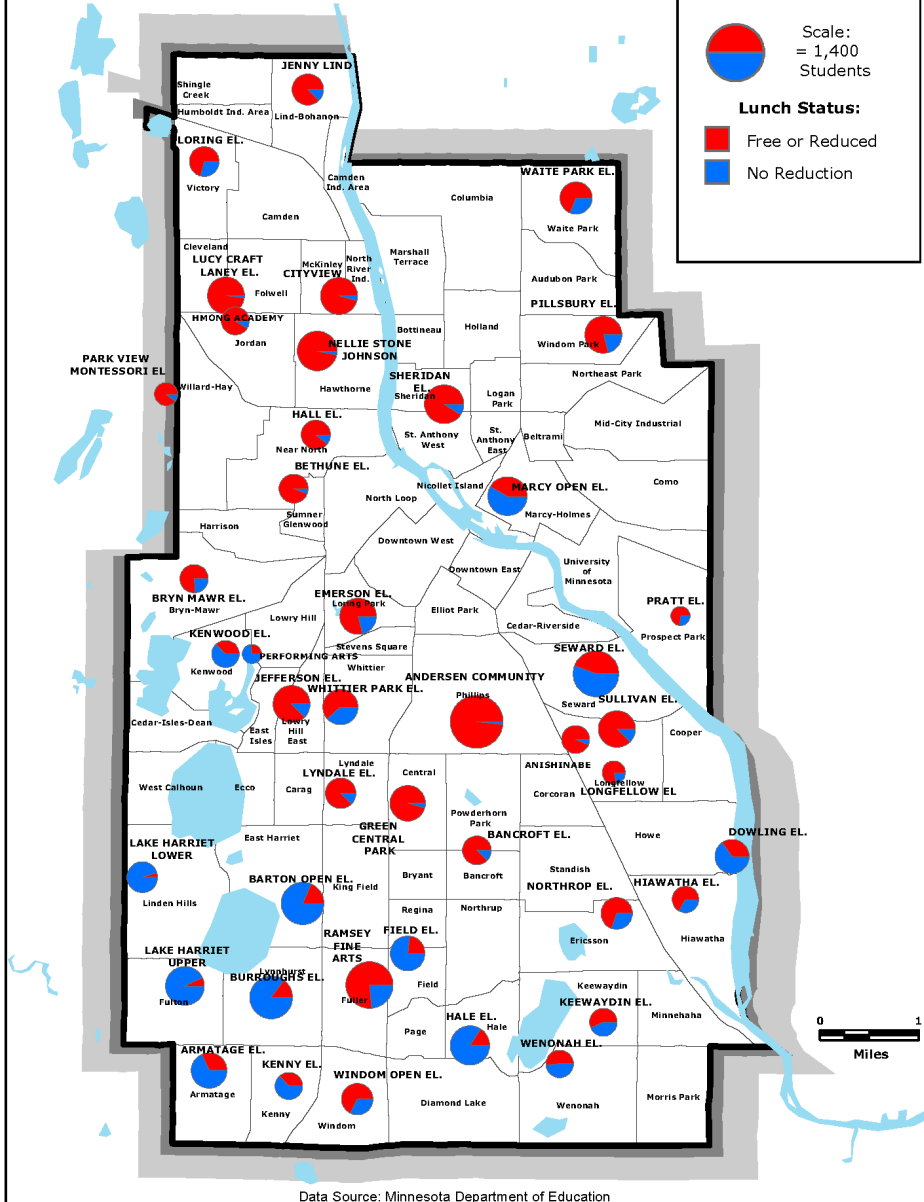 Scale:
= 1,400
Students
Lunch Status:
Free or Reduced
No Reduction
JENNY LIND
Shingle
Creek
Humboldt Ind. Area
Lind-Bohanon
LORING EL.
Victory
Camden
Ind. Area
WAITE PARK EL.
Columbia
Waite Park
Camden
Cleveland
LUCY CRAFT
LANEY EL.
Folwell
McKinley
CITYVIEW
North
River
Ind.
Marshall
Terrace
Audubon Park
PILLSBURY EL.
HMONG ACADEMY
Jordan
Bottineau
Holland
Windom Park
NELLIE STONE
JOHNSON
PARK VIEW
MONTESSORI EL
Willard-Hay
Hawthorne
SHERIDAN
EL.
Sheridan
Logan
Park
Northeast Park
HALL EL.
Near North
St. Anthony
West
St.
Anthony
East
Beltrami
Mid-City Industrial
BETHUNE EL.
Sumner
Glenwood
North Loop
Nicollet Island
MARCY OPEN EL.
Marcy-Holmes
Como
Harrison
Downtown West
Downtown East
University
of
Minnesota
BRYN MAWR EL.
Bryn-Mawr
EMERSON EL.
Loring Park
Lowry Hill
Elliot Park
Cedar-Riverside
PRATT EL.
Prospect Park
KENWOOD EL.
Kenwood
PERFORMING ARTS
Stevens Square
Whittier
SEWARD EL.
Seward
JEFFERSON EL.
WHITTIER PARK EL.
ANDERSEN COMMUNITY
Phillips
SULLIVAN EL.
Cedar-Isles-Dean
East
Isles
Lowry
Hill
East
Cooper
ANISHINABE
Longfellow
LONGFELLOW EL
West Calhoun
Ecco
Carag
Lyndale
LYNDALE EL.
Central
Corcoran
GREEN
CENTRAL
PARK
Powderhorn
Park
BANCROFT EL.
Bancroft
Howe
DOWLING EL.
LAKE HARRIET
LOWER
Linden Hills
East Harriet
BARTON OPEN EL.
King Field
Bryant
Standish
NORTHROP EL.
HIAWATHA EL.
Hiawatha
Regina
Northrup
Ericsson
LAKE HARRIET
UPPER
Fulton
Lynnhurst
BURROUGHS EL.
RAMSEY
FINE
ARTS
Fuller
FIELD EL.
Field
Keewaydin
KEEWAYDIN EL.
Minnehaha
Page
HALE EL.
Hale
WENONAH EL.
Wenonah
ARMATAGE EL.
Armatage
KENNY EL.
Kenny
WINDOM OPEN EL.
Windom
Diamond Lake
Morris Park
0 1
Miles
Data Source: Minnesota Department of Education